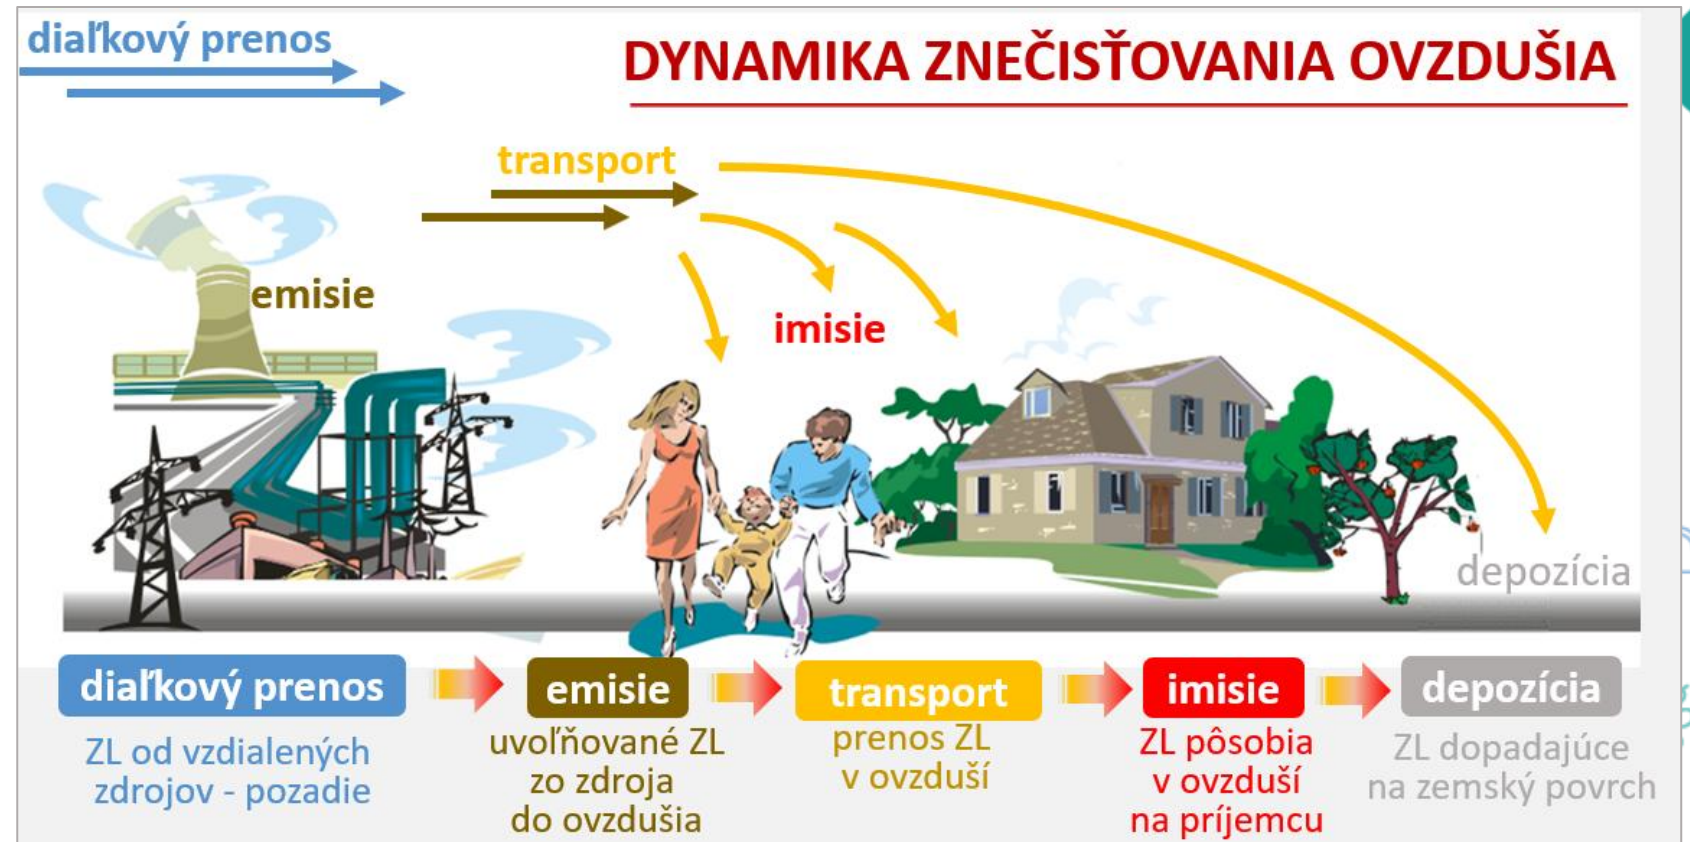 diaľkový prenos
DYNAMIKA ZNEČISŤOVANIA OVZDUŠIA
transport
emisie
imisie
depozícia
diaľkový prenos
emisie
transport
imisie
depozícia
ZL od vzdialených
zdrojov - pozadie
uvoľňované ZL
zo zdroja
do ovzdušia
prenos ZL
v ovzduší
ZL pôsobia
v ovzduší
na príjemcu
ZL dopadajúce
na zemský povrch